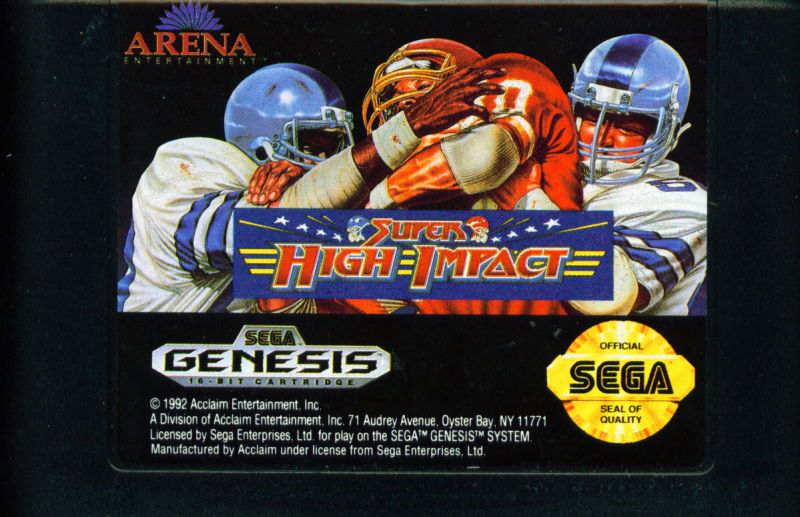 ARENA
ENTERTAINMENT™
0
SUPER
HIGH IMPACT
SEGA
GENESIS
16-BIT CARTRIDGE
OFFICIAL
SEGA
SEAL OF
QUALITY
© 1992 Acclaim Entertainment, Inc.
A Division of Acclaim Entertainment, Inc. 71 Audrey Avenue, Oyster Bay, NY 11771
Licensed by Sega Enterprises, Ltd. for play on the SEGA™ GENESIS™ SYSTEM.
Manufactured by Acclaim under license from Sega Enterprises, Ltd.